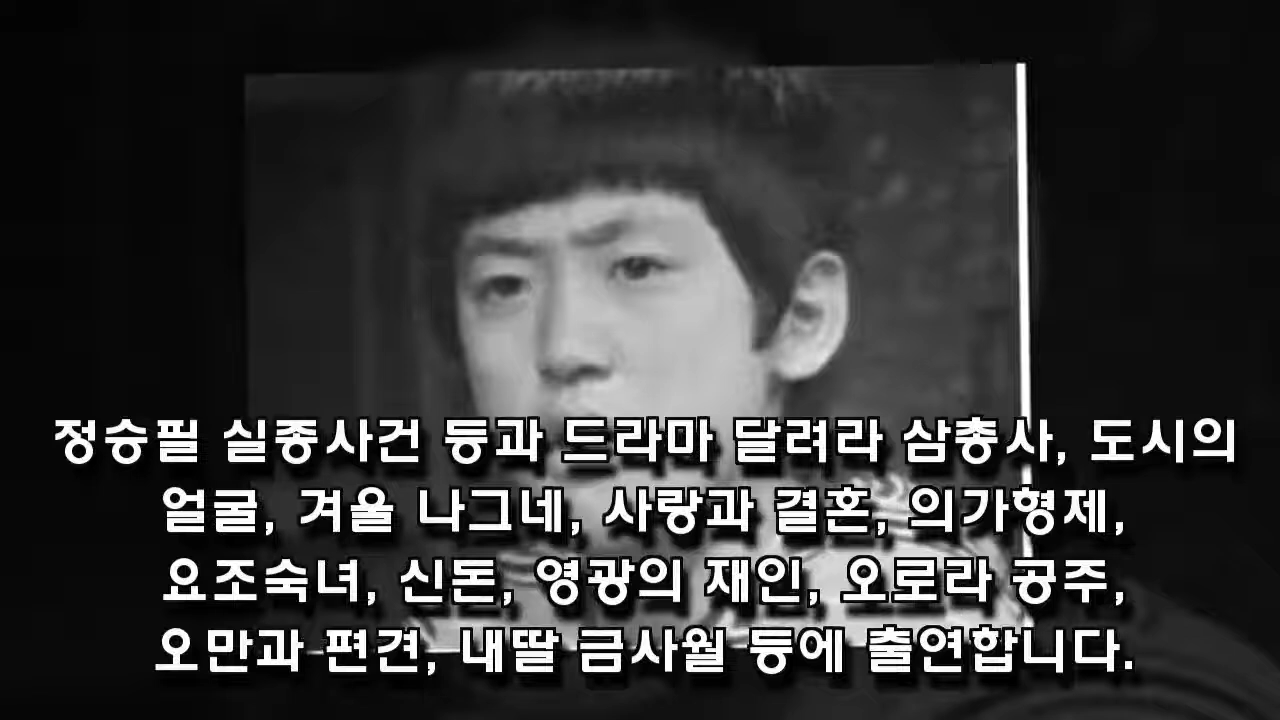 정승필 실종사건 등과 드라마 달려라 삼총사, 도시의
얼굴, 겨울 나그네, 사랑과 결혼, 의가형제,
요조숙녀, 신돈, 영광의 재인, 오로라 공주,
오만과 편견, 내딸 금사월 등에 출연합니다.